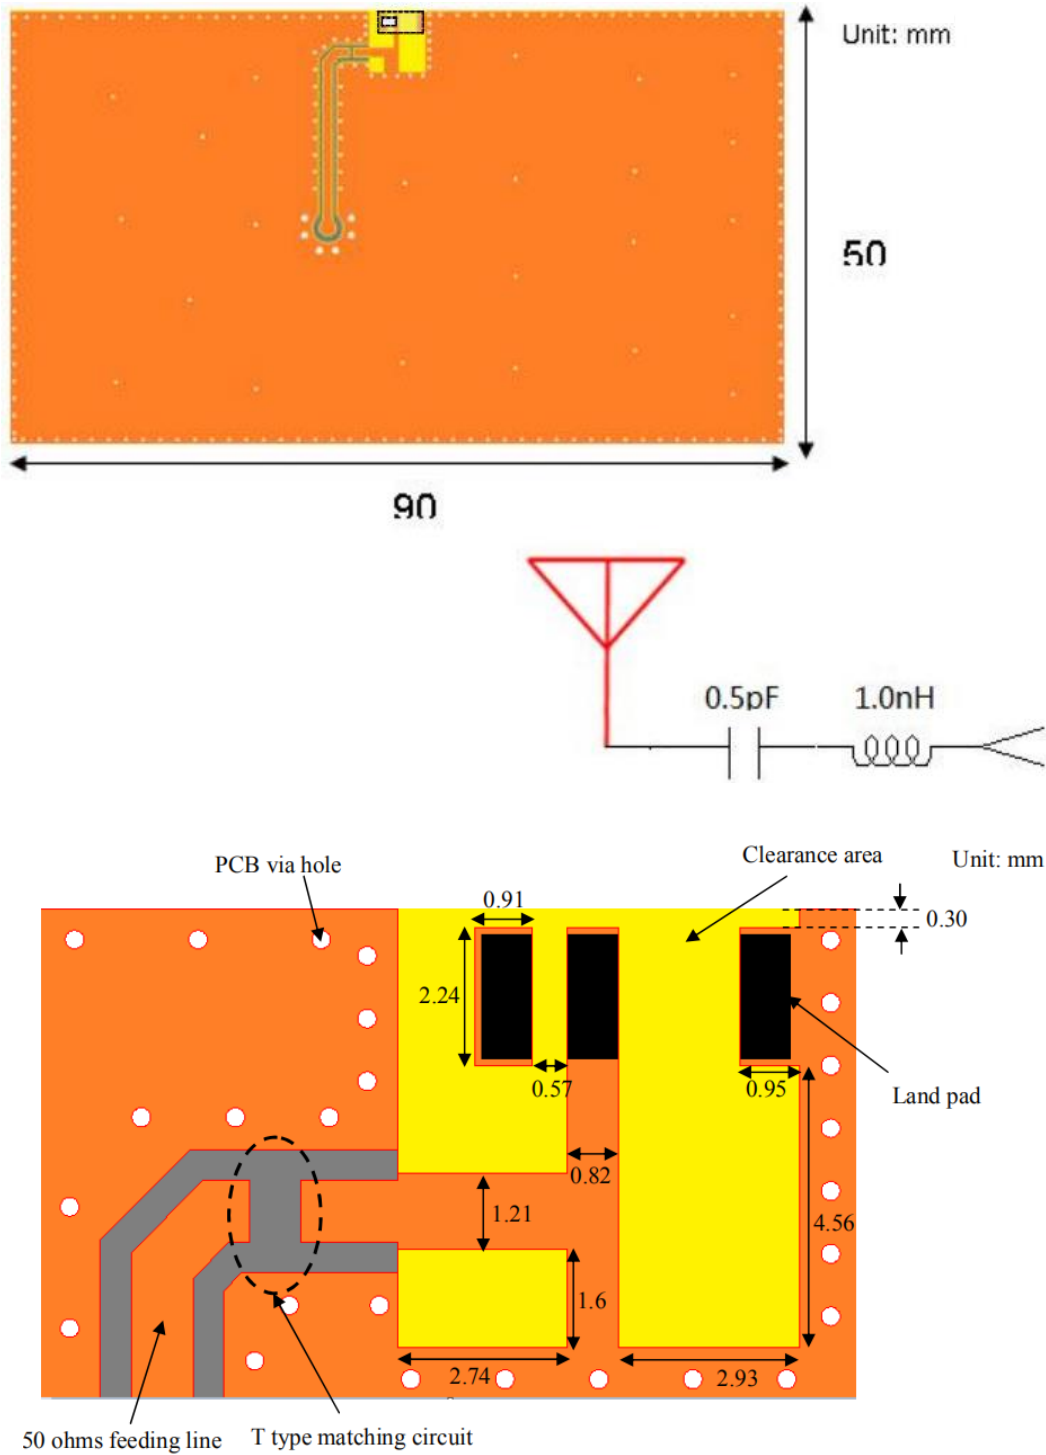 Unit: mm
50
90
0.5pF
1.0nH
PCB via hole
Clearance area
Unit: mm
0.91
0.30
2.24
0.57
0.95
Land pad
0.82
1.21
4.56
1.6
2.74
2.93
50 ohms feeding line
T type matching circuit